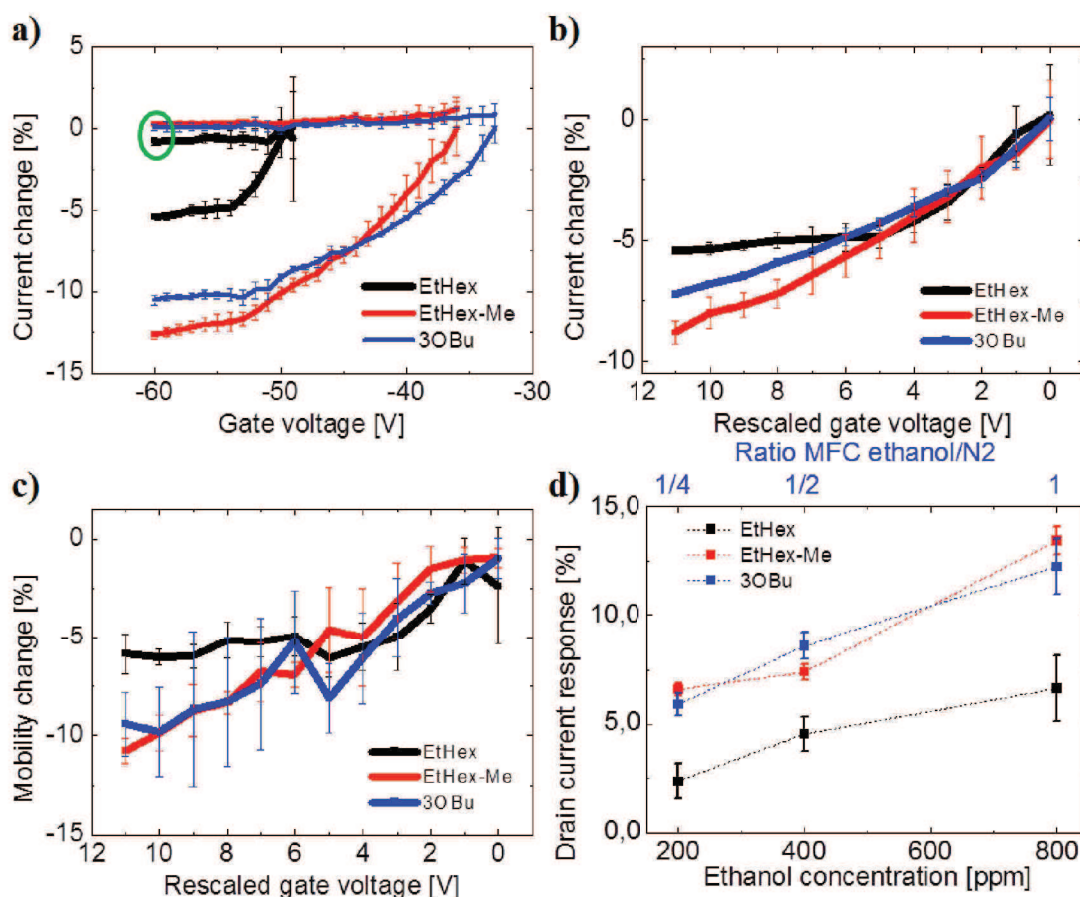 a)
5
0
-5
-10
-15
Current change [%]
-60
-50
-40
-30
Gate voltage [V]
EtHex
EtHex-Me
3OBu
b)
0
-5
-10
Current change [%]
12
10
8
6
4
2
0
Rescaled gate voltage [V]
EtHex
EtHex-Me
3OBu
c)
0
-5
-10
-15
Mobility change [%]
12
10
8
6
4
2
0
Rescaled gate voltage [V]
EtHex
EtHex-Me
3OBu
Ratio MFC ethanol/N2
1/4
1/2
1
d)
15,0
10,0
5,0
0,0
Drain current response [%]
200
400
600
800
Ethanol concentration [ppm]
EtHex
EtHex-Me
3OBu